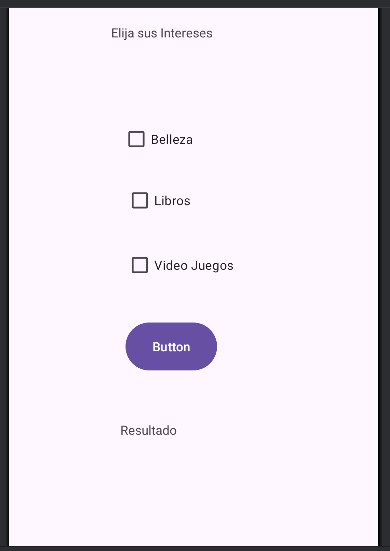 Elija sus Intereses
Belleza
Libros
Video Juegos
Button
Resultado